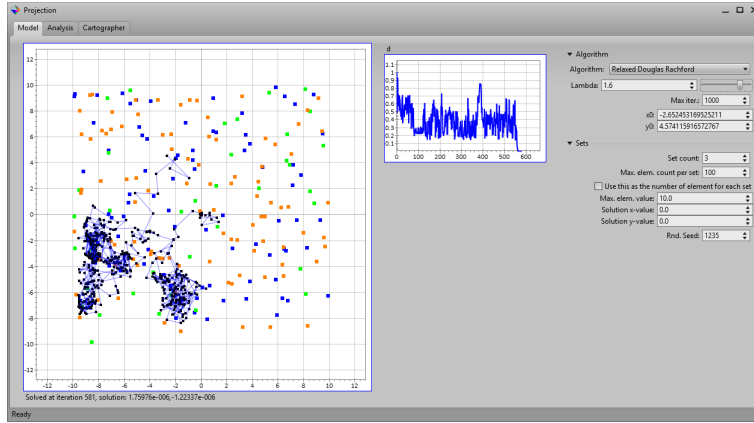 Projection
Model Analysis Cartographer
12
10
8
6
4
2
0
-2
-4
-6
-8
-10
-12
-12 -10 -8 -6 -4 -2 0 2 4 6 8 10 12
Solved at iteration 581, solution: 1.75976e-006,-1.22337e-006
d
1.1
1
0.9
0.8
0.7
0.6
0.5
0.4
0.3
0.2
0.1
0 100 200 300 400 500 600
Algorithm
Algorithm: Relaxed Douglas Rachford
Lambda: 1.6
Max iter.: 1000
x0: -2.652453169525211
y0: 4.574115916572767
Sets
Set count: 3
Max. elem. count per set: 100
Use this as the number of element for each set
Max. elem. value: 10.0
Solution x-value: 0.0
Solution y-value: 0.0
Rnd. Seed: 1235
Ready